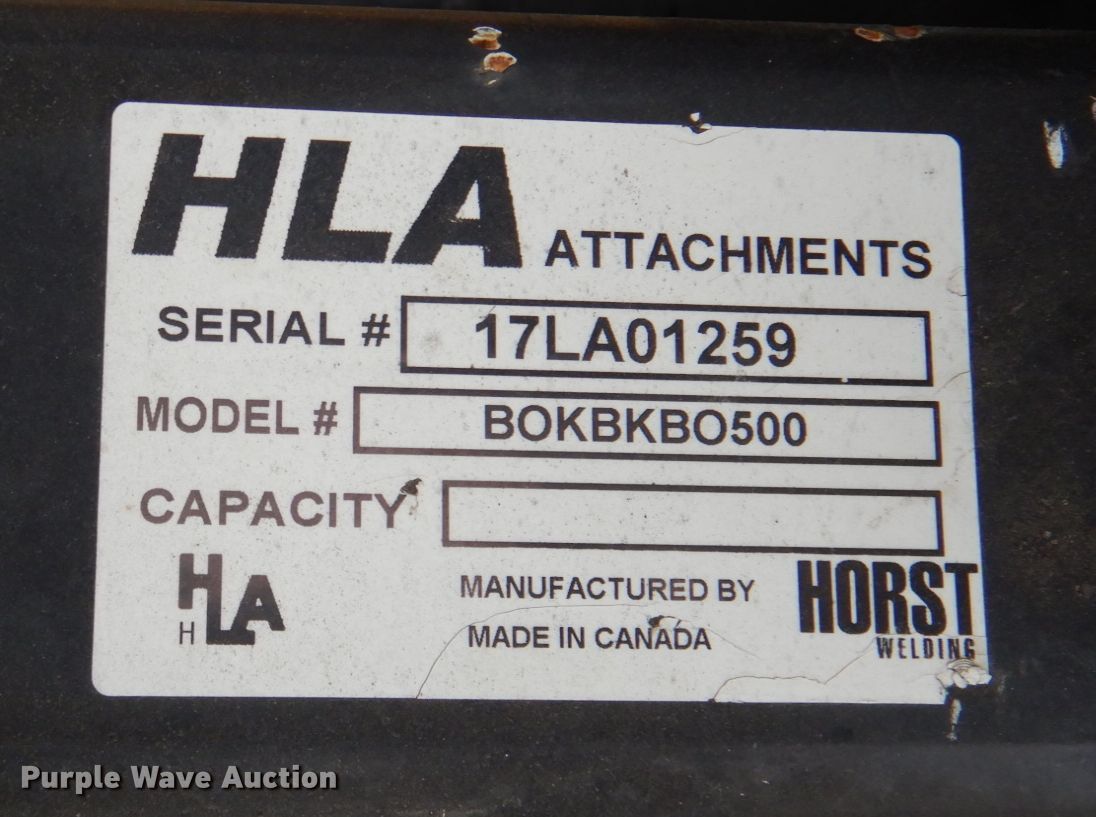 HLA ATTACHMENTS
SERIAL # 17LA01259
MODEL # BOKBKBO500
CAPACITY
HLA
H
MANUFACTURED BY HORST
MADE IN CANADA WELDING
Purple Wave Auction